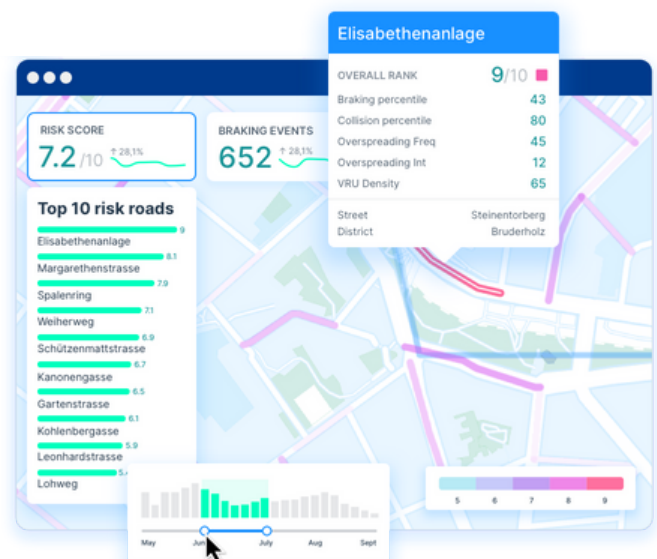 Elisabethenanlage
OVERALL RANK 9/10
Braking percentile 43
Collision percentile 80
Overspreading Freq 45
Overspreading Int 12
VRU Density 65
Street Steinentorberg
District Bruderholz
RISK SCORE
7.2 /10 ↑ 28,1%
BRAKING EVENTS
652 ↑ 28,1%
Top 10 risk roads
9
Elisabethenanlage
8.1
Margarethenstrasse
7.9
Spalenring
7.1
Weiherweg
6.9
Schützenmattstrasse
6.7
Kanonengasse
6.5
Gartenstrasse
6.1
Kohlenbergasse
5.9
Leonhardstrasse
Lohweg
May July Aug Sept
5 6 7 8 9